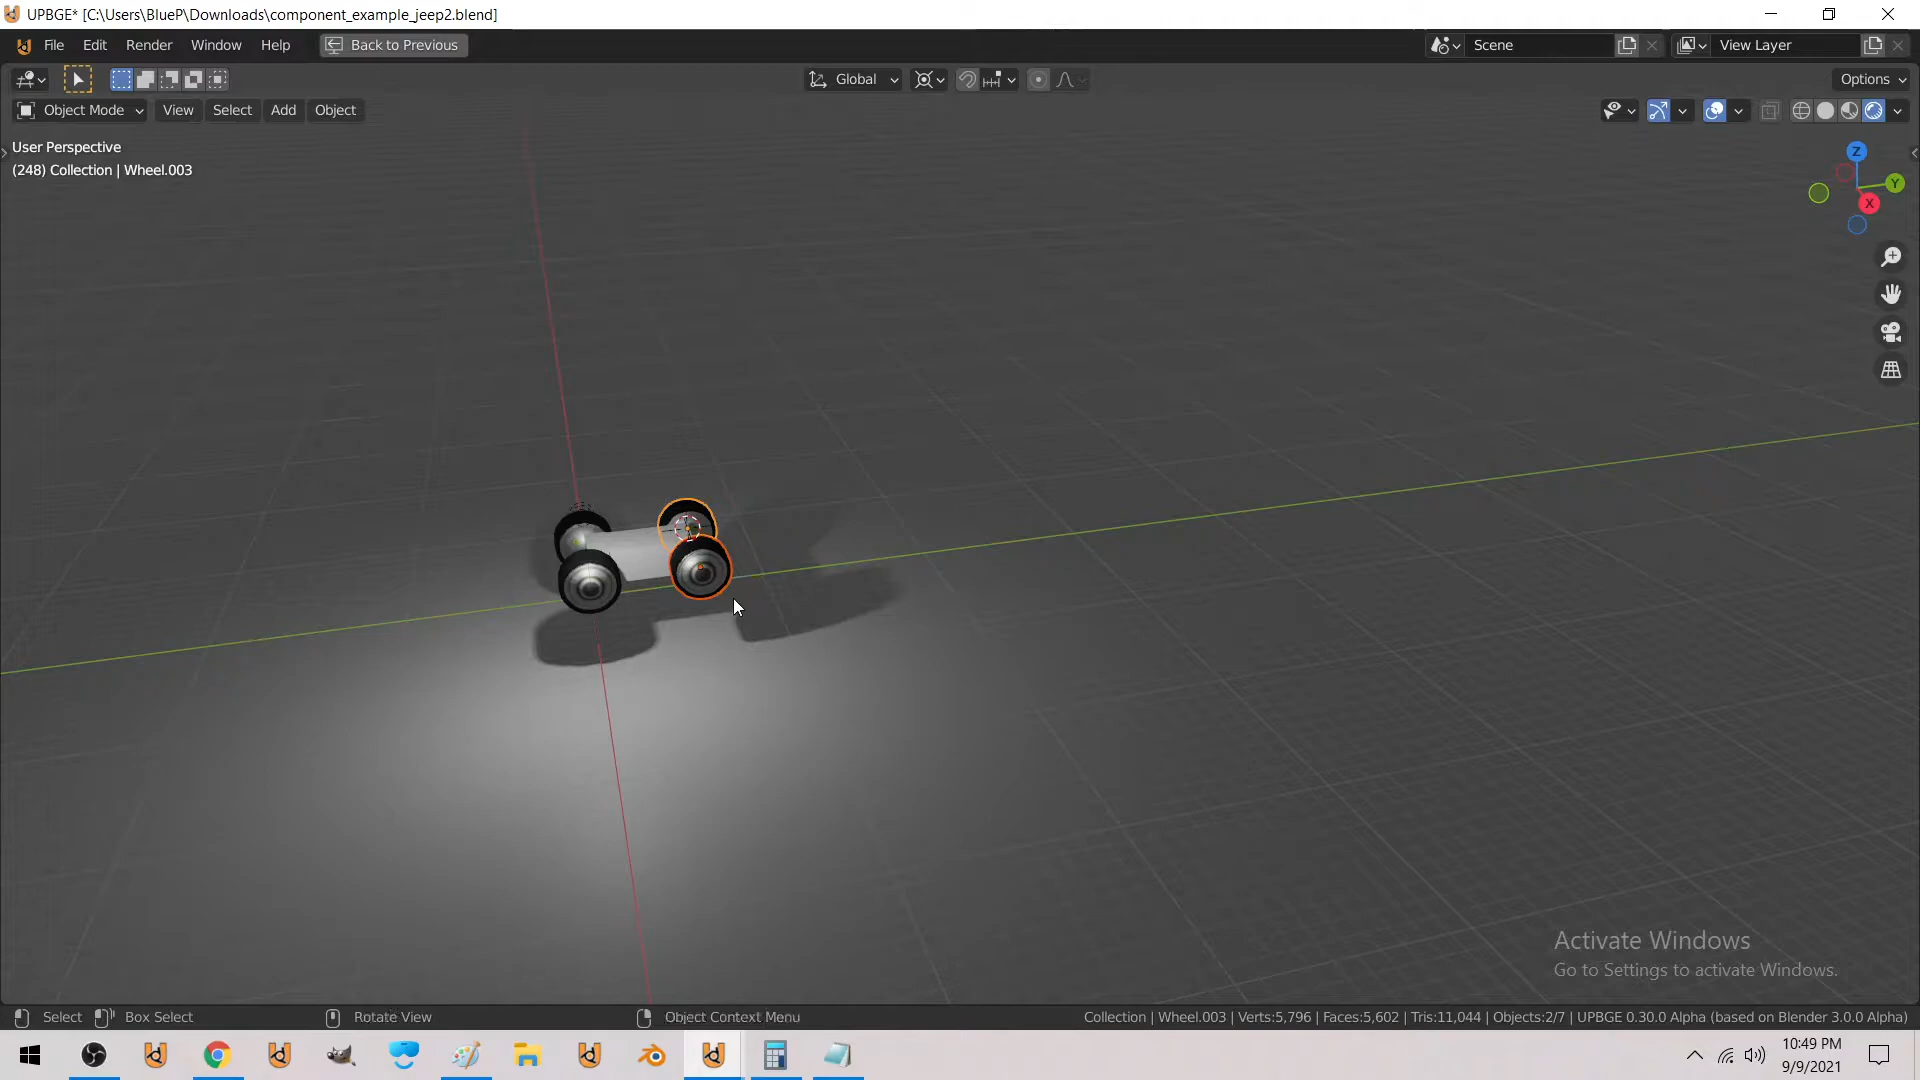 UPBGE* [C:\Users\BlueP\Downloads\component_example_jeep2.blend]
File Edit Render Window Help Back to Previous Scene View Layer
Global Options
Object Mode View Select Add Object
User Perspective
(248) Collection | Wheel.003
Z
Y
X
Activate Windows
Go to Settings to activate Windows.
Select Box Select Rotate View Object Context Menu Collection | Wheel.003 | Verts:5,796 | Faces:5,602 | Tris:11,044 | Objects:2/7 | UPBGE 0.30.0 Alpha (based on Blender 3.0.0 Alpha)
10:49 PM
9/9/2021